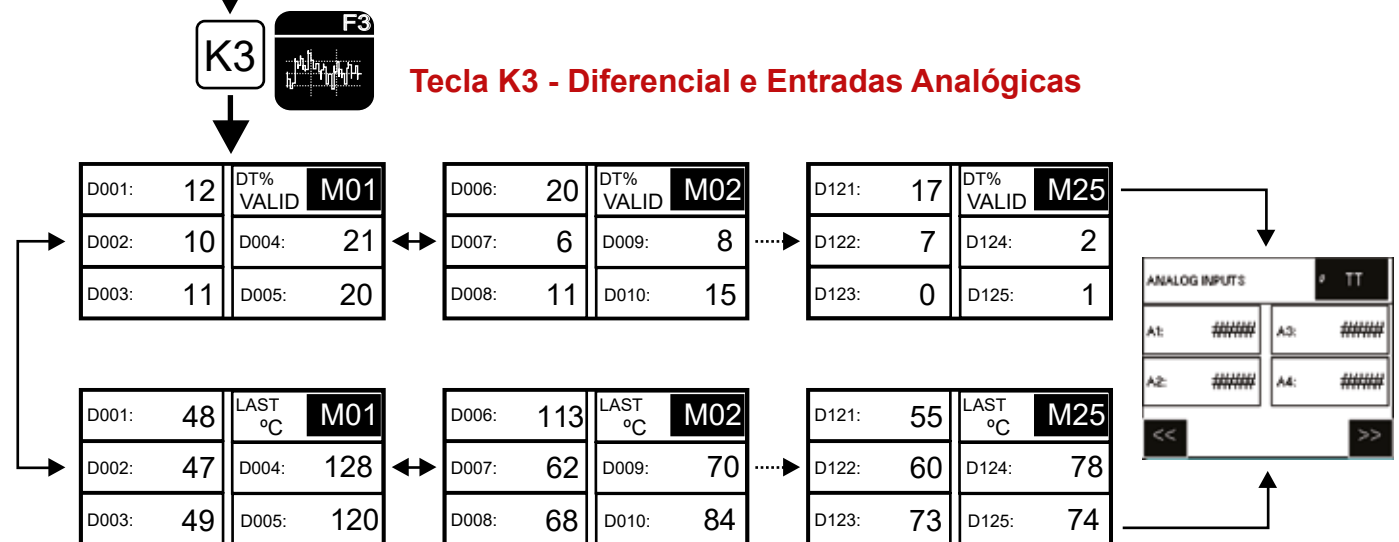 F3
K3
Tecla K3 - Diferencial e Entradas Analógicas
D001: 12 DT% VALID M01
D002: 10 D004: 21
D003: 11 D005: 20
D006: 20 DT% VALID M02
D007: 6 D009: 8
D008: 11 D010: 15
D121: 17 DT% VALID M25
D122: 7 D124: 2
D123: 0 D125: 1
ANALOG INPUTS TT
A1: ##### A3: #####
A2: ##### A4: #####
<< >>
D001: 48 LAST ºC M01
D002: 47 D004: 128
D003: 49 D005: 120
D006: 113 LAST ºC M02
D007: 62 D009: 70
D008: 68 D010: 84
D121: 55 LAST ºC M25
D122: 60 D124: 78
D123: 73 D125: 74